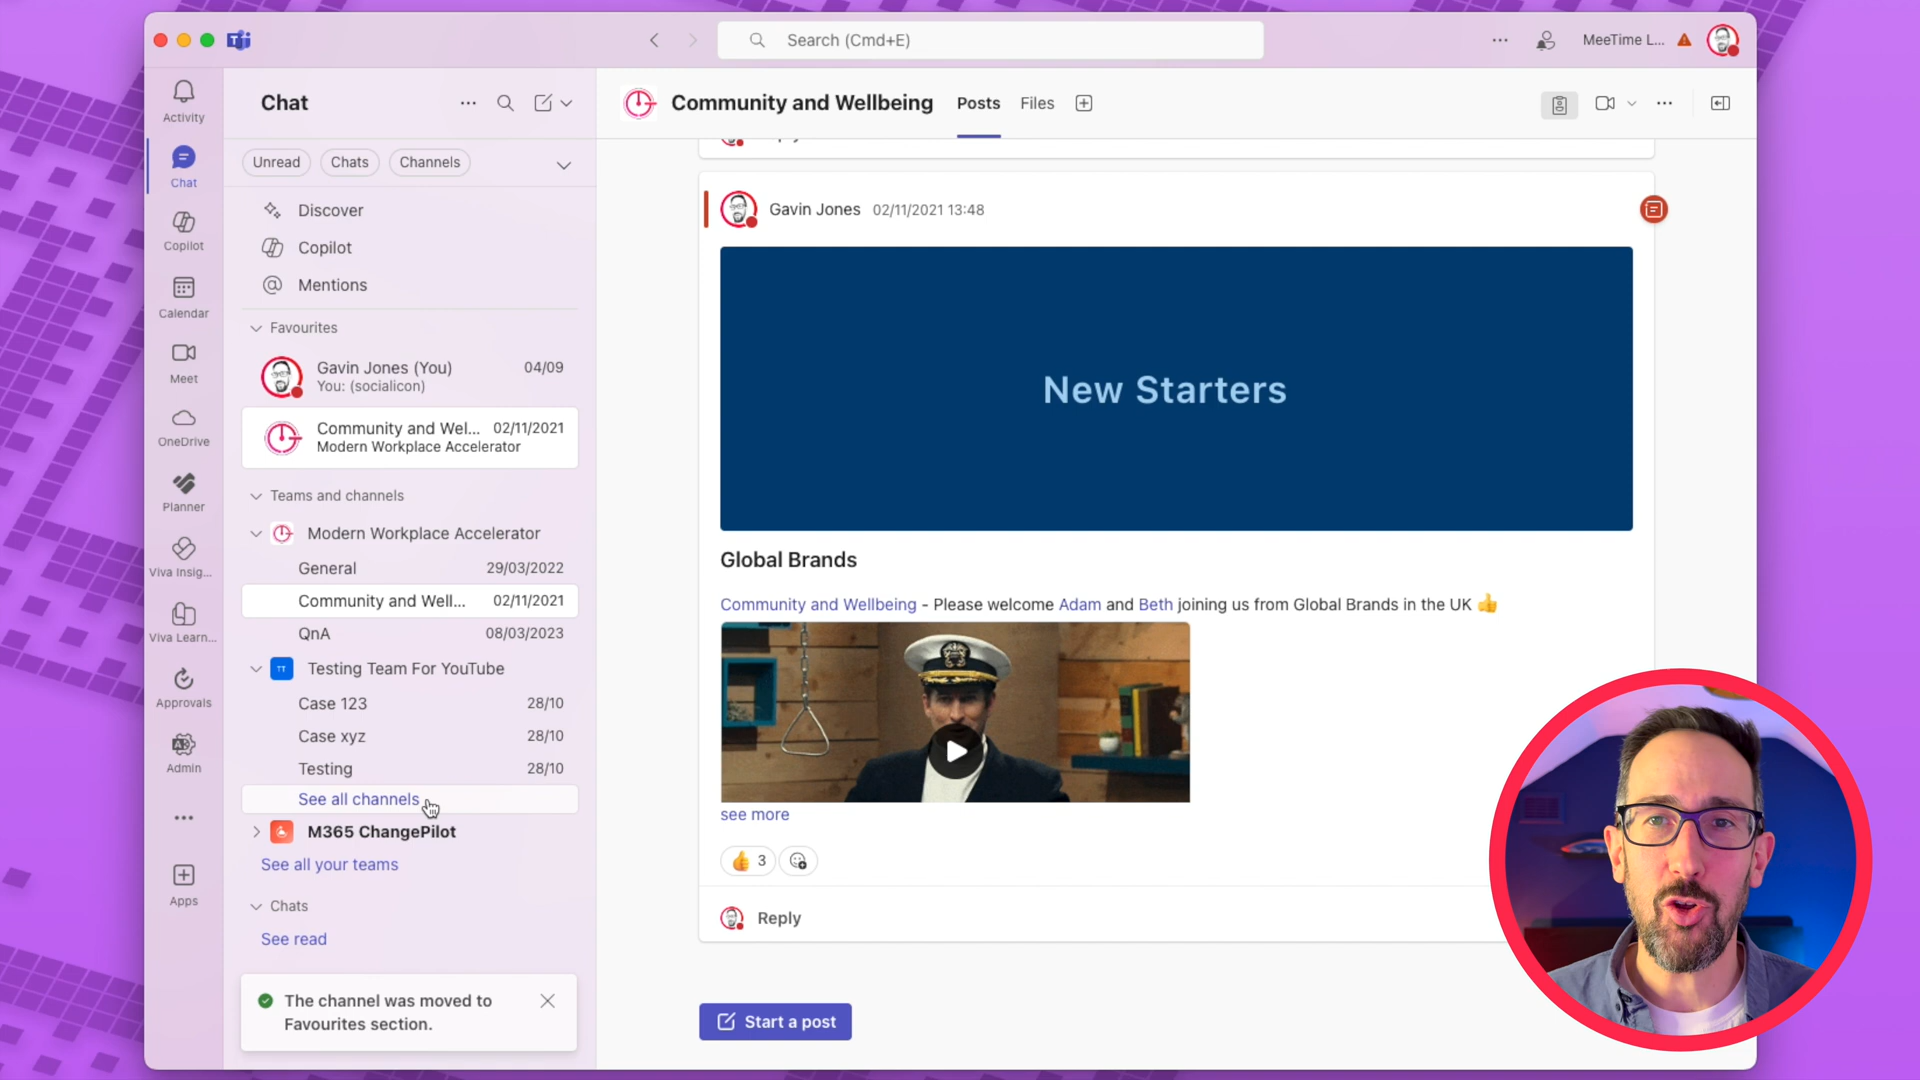 Search (Cmd+E)
MeeTime L...
Activity
Chat
Copilot
Calendar
Meet
OneDrive
Planner
Viva Insig...
Viva Learn...
Approvals
Admin
Apps
Chat
Unread
Chats
Channels
Discover
Copilot
Mentions
Favourites
Gavin Jones (You) 04/09
You: (socialicon)
Community and Wel... 02/11/2021
Modern Workplace Accelerator
Teams and channels
Modern Workplace Accelerator
General 29/03/2022
Community and Well... 02/11/2021
QnA 08/03/2023
TT Testing Team For YouTube
Case 123 28/10
Case xyz 28/10
Testing 28/10
See all channels
M365 ChangePilot
See all your teams
Chats
See read
The channel was moved to
Favourites section.
Community and Wellbeing Posts Files
Gavin Jones 02/11/2021 13:48
New Starters
Global Brands
Community and Wellbeing - Please welcome Adam and Beth joining us from Global Brands in the UK 👍
see more
👍 3
Reply
Start a post